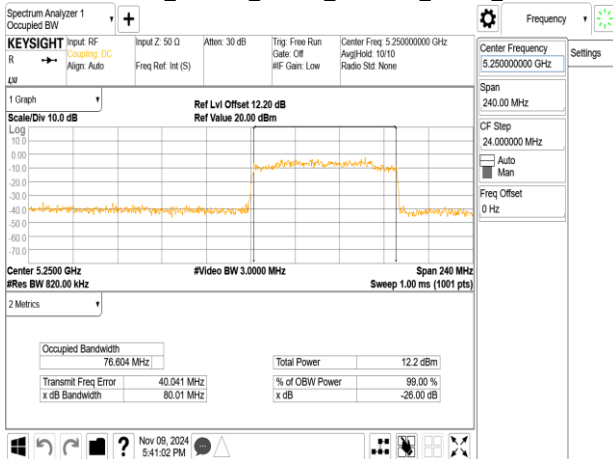 Spectrum Analyzer 1
Occupied BW
+
Frequency
KEYSIGHT
R
LXI
Input: RF
Coupling: DC
Align: Auto
Input Z: 50 Ω
Freq Ref: Int (S)
Atten: 30 dB
Trig: Free Run
Gate: Off
#IF Gain: Low
Center Freq: 5.250000000 GHz
Avg|Hold: 10/10
Radio Std: None
Center Frequency
5.250000000 GHz
Settings
Span
240.00 MHz
CF Step
24.000000 MHz
Auto
Man
Freq Offset
0 Hz
1 Graph
Scale/Div 10.0 dB
Ref Lvl Offset 12.20 dB
Ref Value 20.00 dBm
Log
10.0
0.00
-10.0
-20.0
-30.0
-40.0
-50.0
-60.0
-70.0
Center 5.2500 GHz
#Video BW 3.0000 MHz
Span 240 MHz
#Res BW 820.00 kHz
Sweep 1.00 ms (1001 pts)
2 Metrics
Occupied Bandwidth
76.604 MHz
Total Power 12.2 dBm
Transmit Freq Error 40.041 MHz
% of OBW Power 99.00 %
x dB Bandwidth 80.01 MHz
x dB -26.00 dB
?
Nov 09, 2024
5:41:02 PM